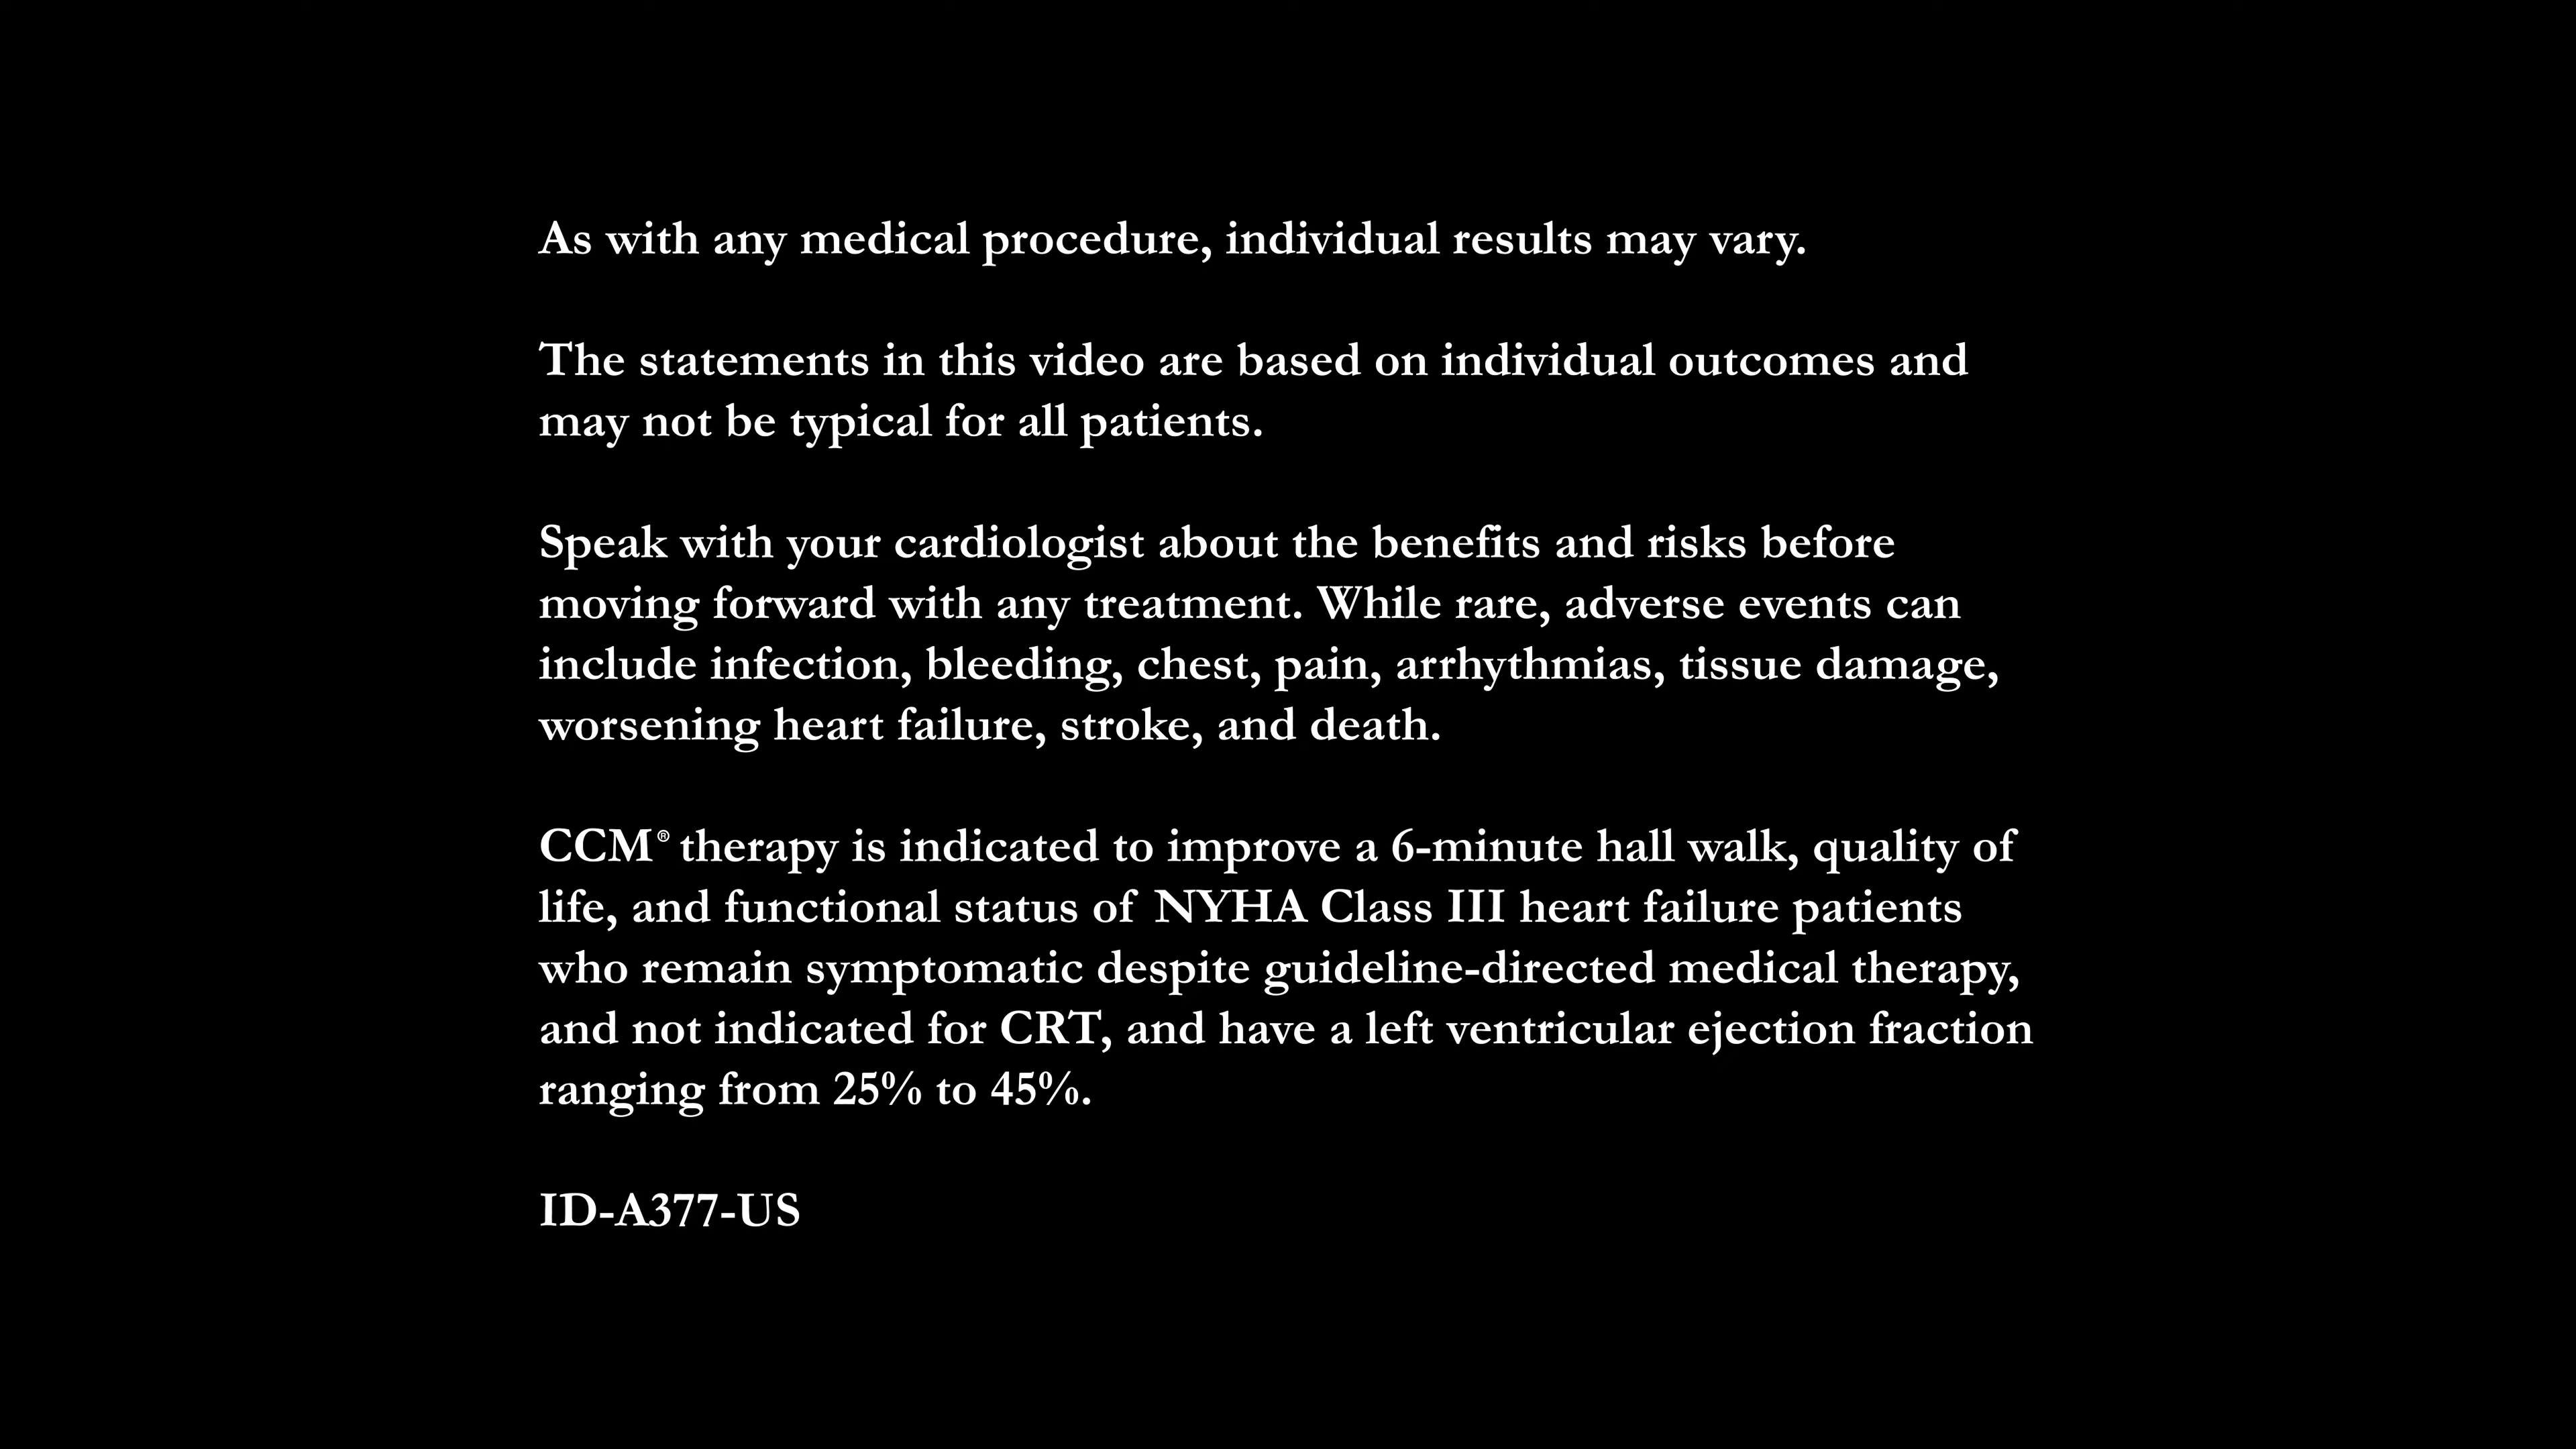 As with any medical procedure, individual results may vary.
The statements in this video are based on individual outcomes and
may not be typical for all patients.
Speak with your cardiologist about the benefits and risks before
moving forward with any treatment. While rare, adverse events can
include infection, bleeding, chest, pain, arrhythmias, tissue damage,
worsening heart failure, stroke, and death.
CCM® therapy is indicated to improve a 6-minute hall walk, quality of
life, and functional status of NYHA Class III heart failure patients
who remain symptomatic despite guideline-directed medical therapy,
and not indicated for CRT, and have a left ventricular ejection fraction
ranging from 25% to 45%.
ID-A377-US